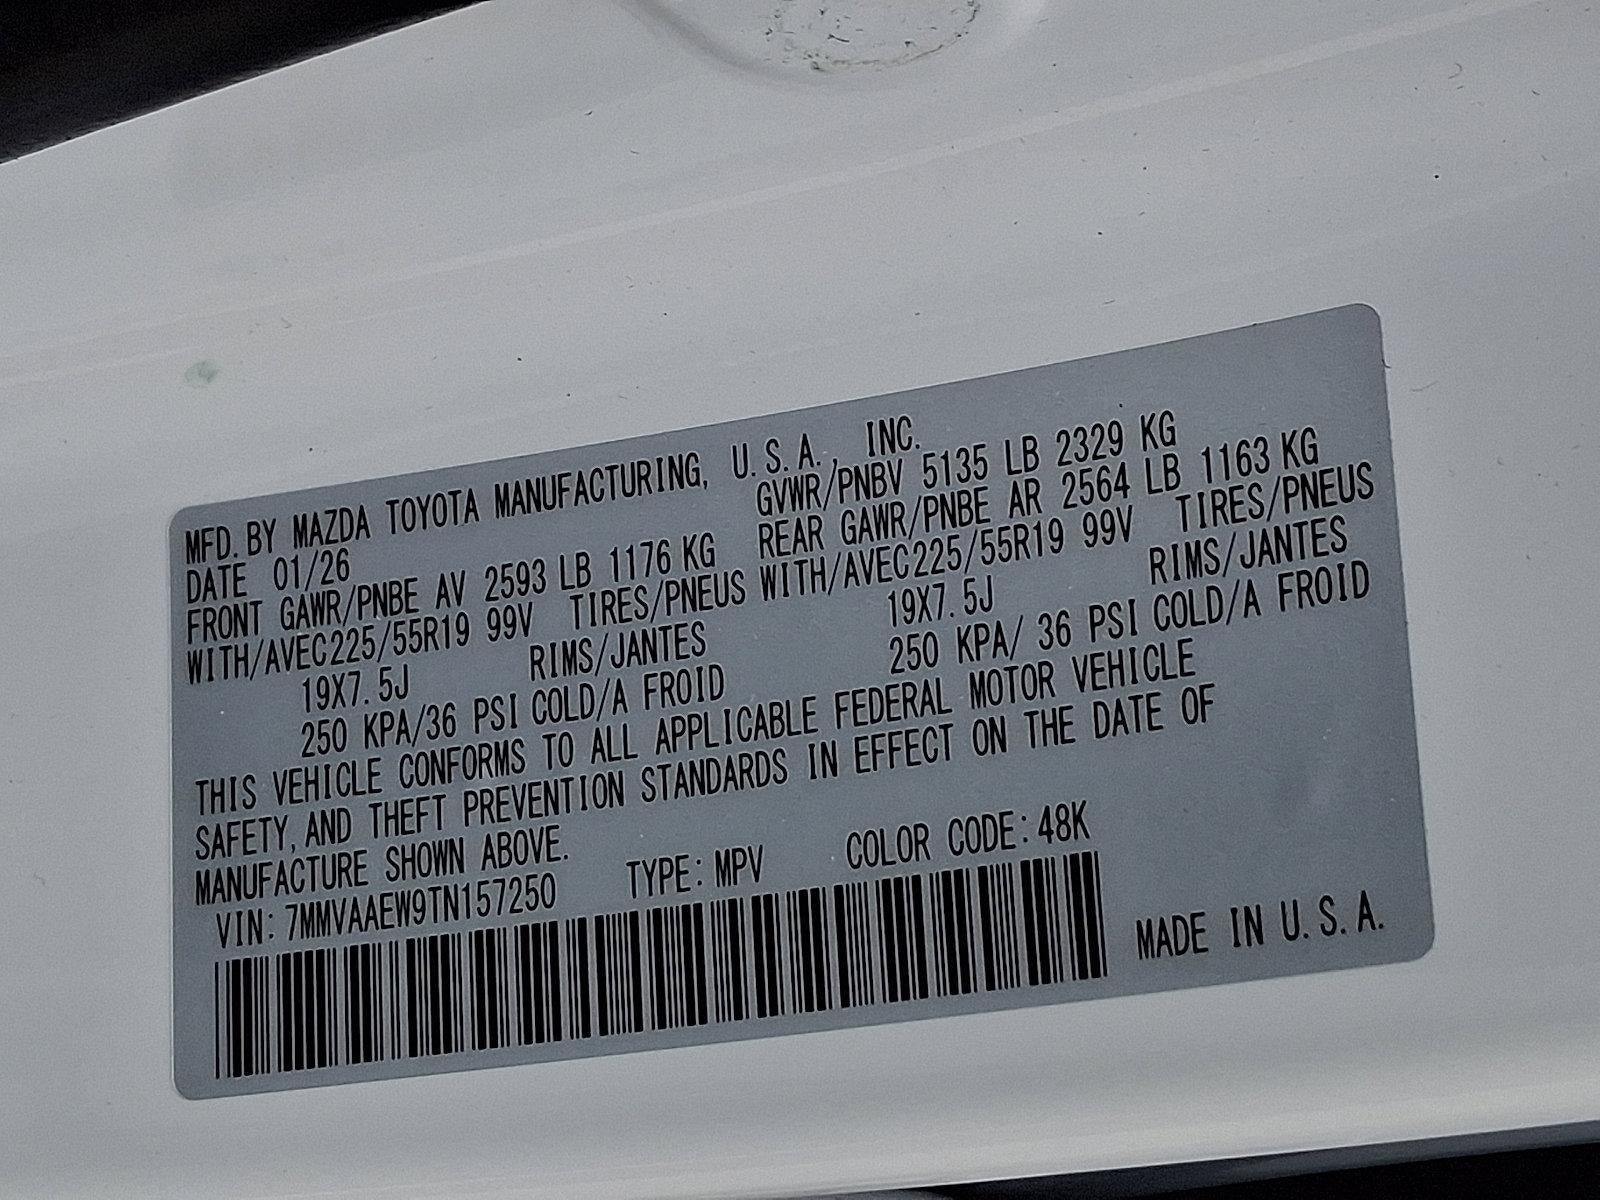 MFD. BY MAZDA TOYOTA MANUFACTURING, U.S.A., INC.
DATE 01/26 GVWR/PNBV 5135 LB 2329 KG
FRONT GAWR/PNBE AV 2593 LB 1176 KG REAR GAWR/PNBE AR 2564 LB 1163 KG
WITH/AVEC225/55R19 99V TIRES/PNEUS WITH/AVEC225/55R19 99V TIRES/PNEUS
19X7.5J RIMS/JANTES 19X7.5J RIMS/JANTES
250 KPA/36 PSI COLD/A FROID 250 KPA/ 36 PSI COLD/A FROID
THIS VEHICLE CONFORMS TO ALL APPLICABLE FEDERAL MOTOR VEHICLE
SAFETY, AND THEFT PREVENTION STANDARDS IN EFFECT ON THE DATE OF
MANUFACTURE SHOWN ABOVE.
VIN: 7MMVAAEW9TN157250 TYPE: MPV COLOR CODE: 48K
MADE IN U.S.A.